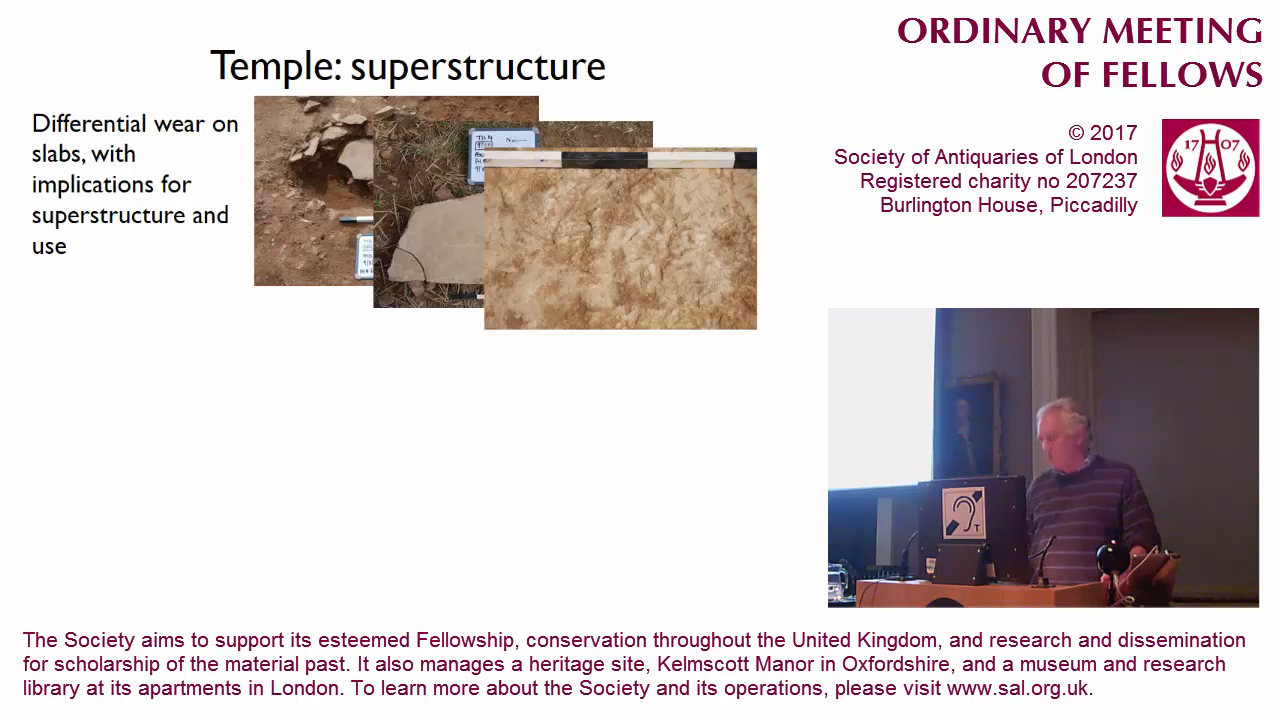 Temple: superstructure
Differential wear on
slabs, with
implications for
superstructure and
use
ORDINARY MEETING
OF FELLOWS
© 2017
Society of Antiquaries of London
Registered charity no 207237
Burlington House, Piccadilly
17 07
T
The Society aims to support its esteemed Fellowship, conservation throughout the United Kingdom, and research and dissemination
for scholarship of the material past. It also manages a heritage site, Kelmscott Manor in Oxfordshire, and a museum and research
library at its apartments in London. To learn more about the Society and its operations, please visit www.sal.org.uk.